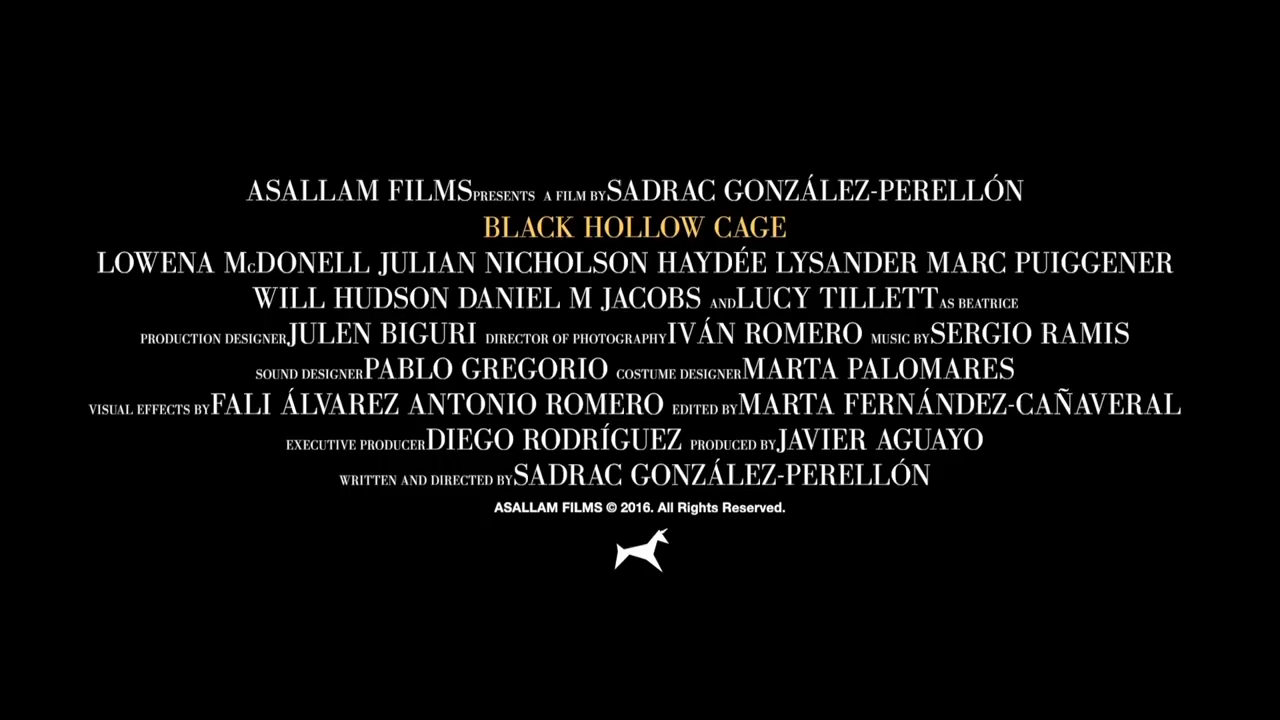 ASALLAM FILMS PRESENTS A FILM BY SADRAC GONZÁLEZ-PERELLÓN
BLACK HOLLOW CAGE
LOWENA McDONELL JULIAN NICHOLSON HAYDÉE LYSANDER MARC PUIGGENER
WILL HUDSON DANIEL M JACOBS AND LUCY TILLETT AS BEATRICE
PRODUCTION DESIGNER JULEN BIGURI DIRECTOR OF PHOTOGRAPHY IVÁN ROMERO MUSIC BY SERGIO RAMIS
SOUND DESIGNER PABLO GREGORIO COSTUME DESIGNER MARTA PALOMARES
VISUAL EFFECTS BY FALI ÁLVAREZ ANTONIO ROMERO EDITED BY MARTA FERNÁNDEZ-CAÑAVERAL
EXECUTIVE PRODUCER DIEGO RODRÍGUEZ PRODUCED BY JAVIER AGUAYO
WRITTEN AND DIRECTED BY SADRAC GONZÁLEZ-PERELLÓN
ASALLAM FILMS © 2016. All Rights Reserved.